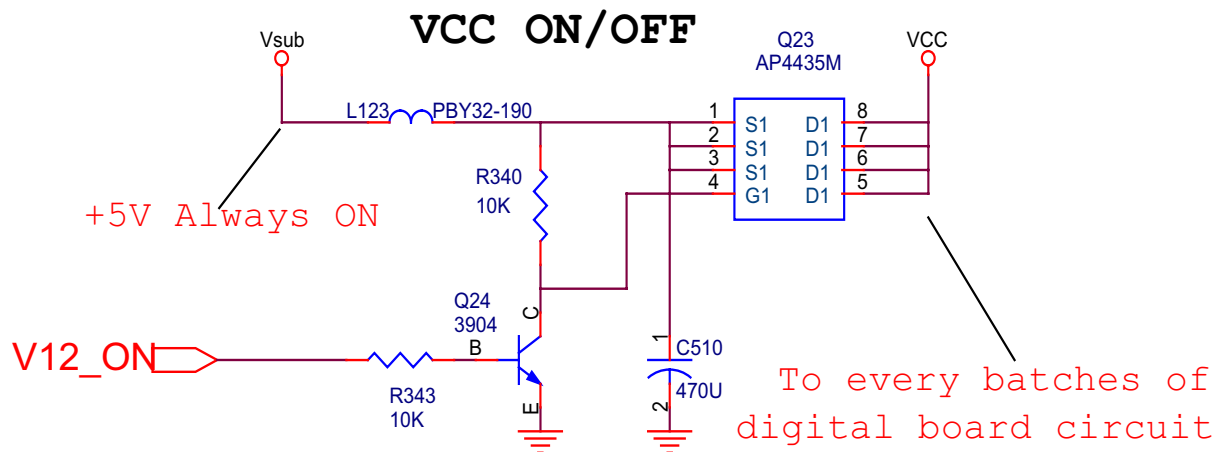 VCC ON/OFF
Vsub
Q23
AP4435M
VCC
L123
PBY32-190
1
2
3
4
S1
S1
S1
G1
D1
D1
D1
D1
8
7
6
5
R340
10K
+5V Always ON
Q24
3904
C
B
E
V12_ON
R343
10K
1
C510
470U
2
To every batches of
digital board circuit